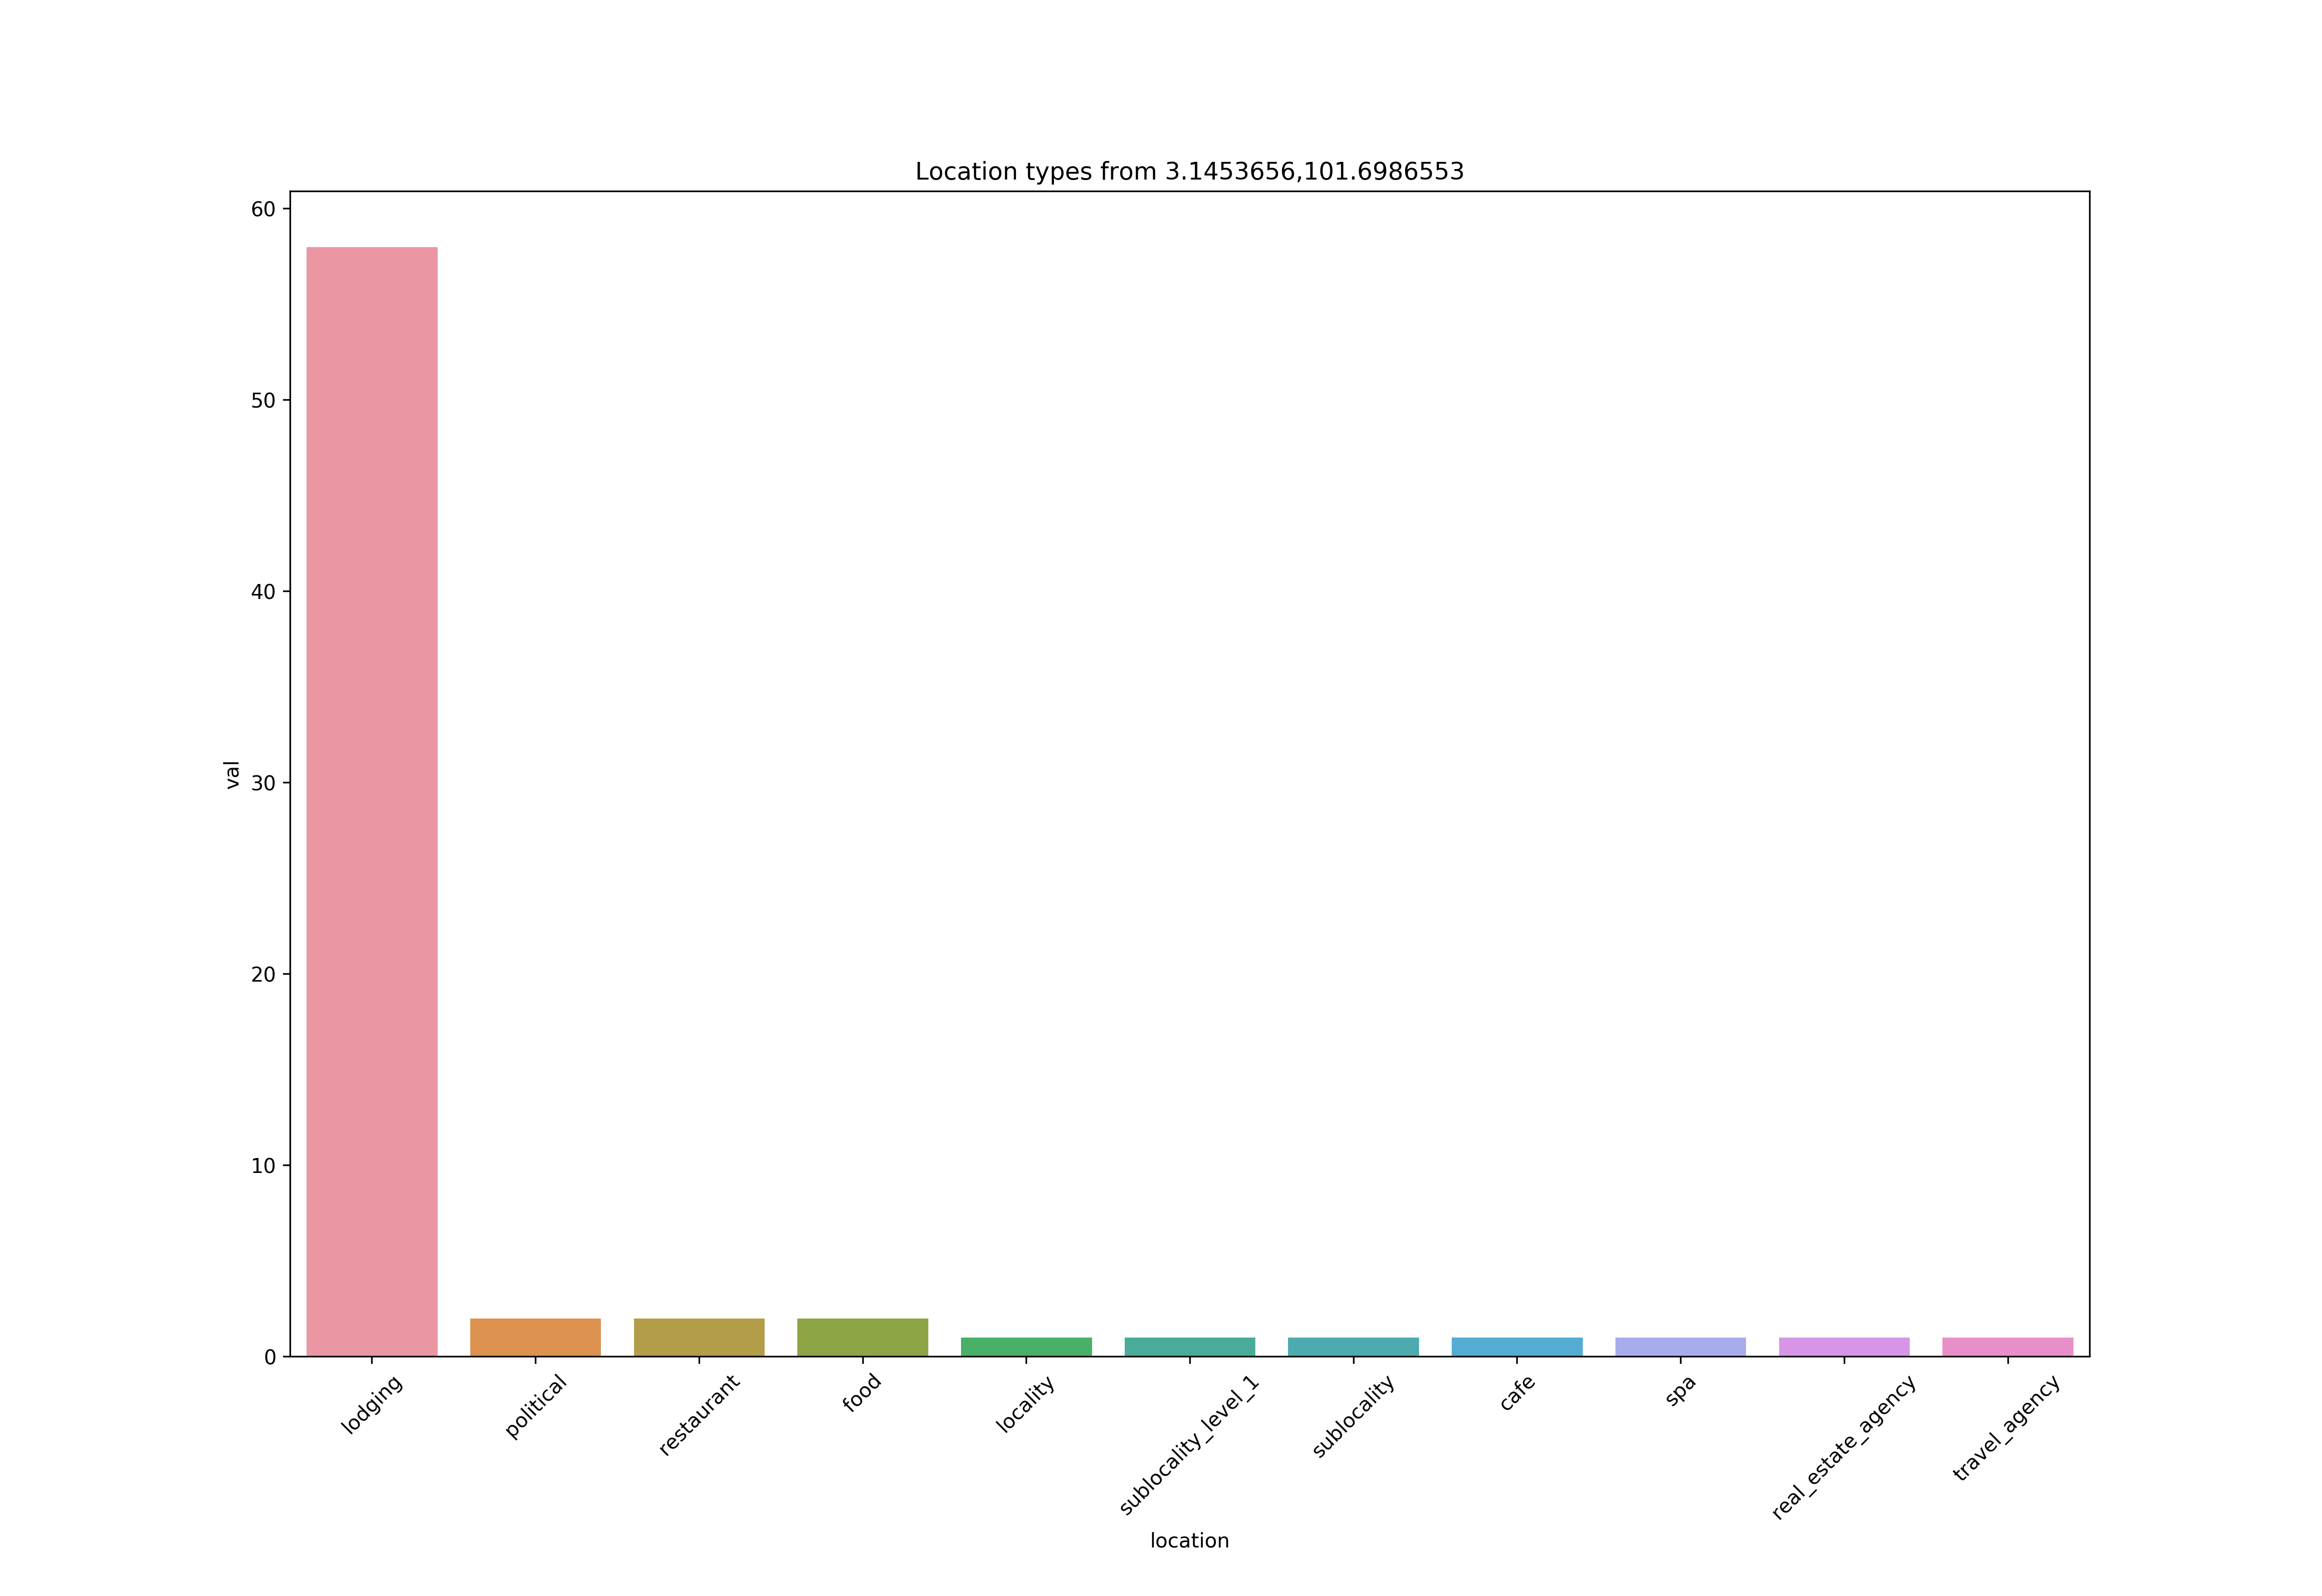 Location types from 3.1453656,101.6986553
60
50
40
30
20
10
0
val
lodging
political
restaurant
food
locality
sublocality_level_1
sublocality
cafe
spa
real_estate_agency
travel_agency
location